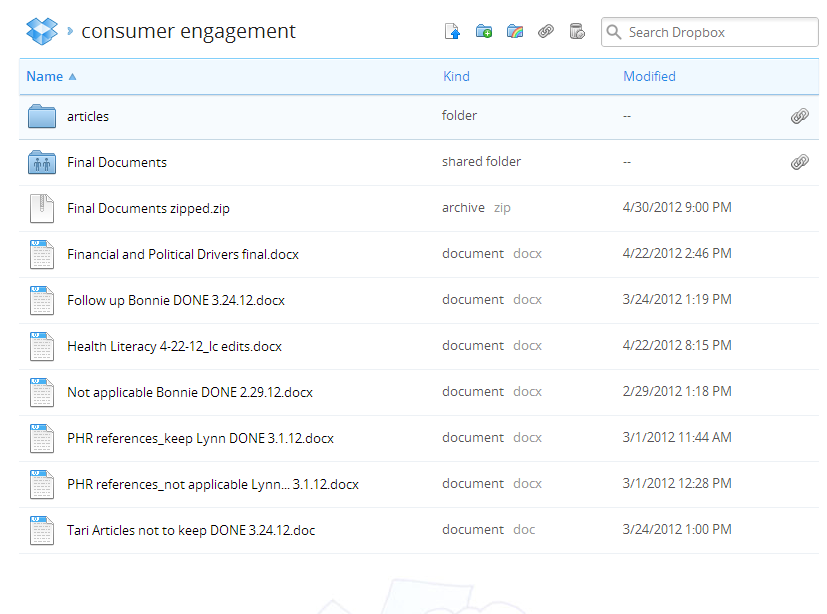 consumer engagement
Search Dropbox
Name Kind Modified
articles folder --
Final Documents shared folder --
Final Documents zipped.zip archive zip 4/30/2012 9:00 PM
Financial and Political Drivers final.docx document docx 4/22/2012 2:46 PM
Follow up Bonnie DONE 3.24.12.docx document docx 3/24/2012 1:19 PM
Health Literacy 4-22-12_lc edits.docx document docx 4/22/2012 8:15 PM
Not applicable Bonnie DONE 2.29.12.docx document docx 2/29/2012 1:18 PM
PHR references_keep Lynn DONE 3.1.12.docx document docx 3/1/2012 11:44 AM
PHR references_not applicable Lynn... 3.1.12.docx document docx 3/1/2012 12:28 PM
Tari Articles not to keep DONE 3.24.12.doc document doc 3/24/2012 1:00 PM